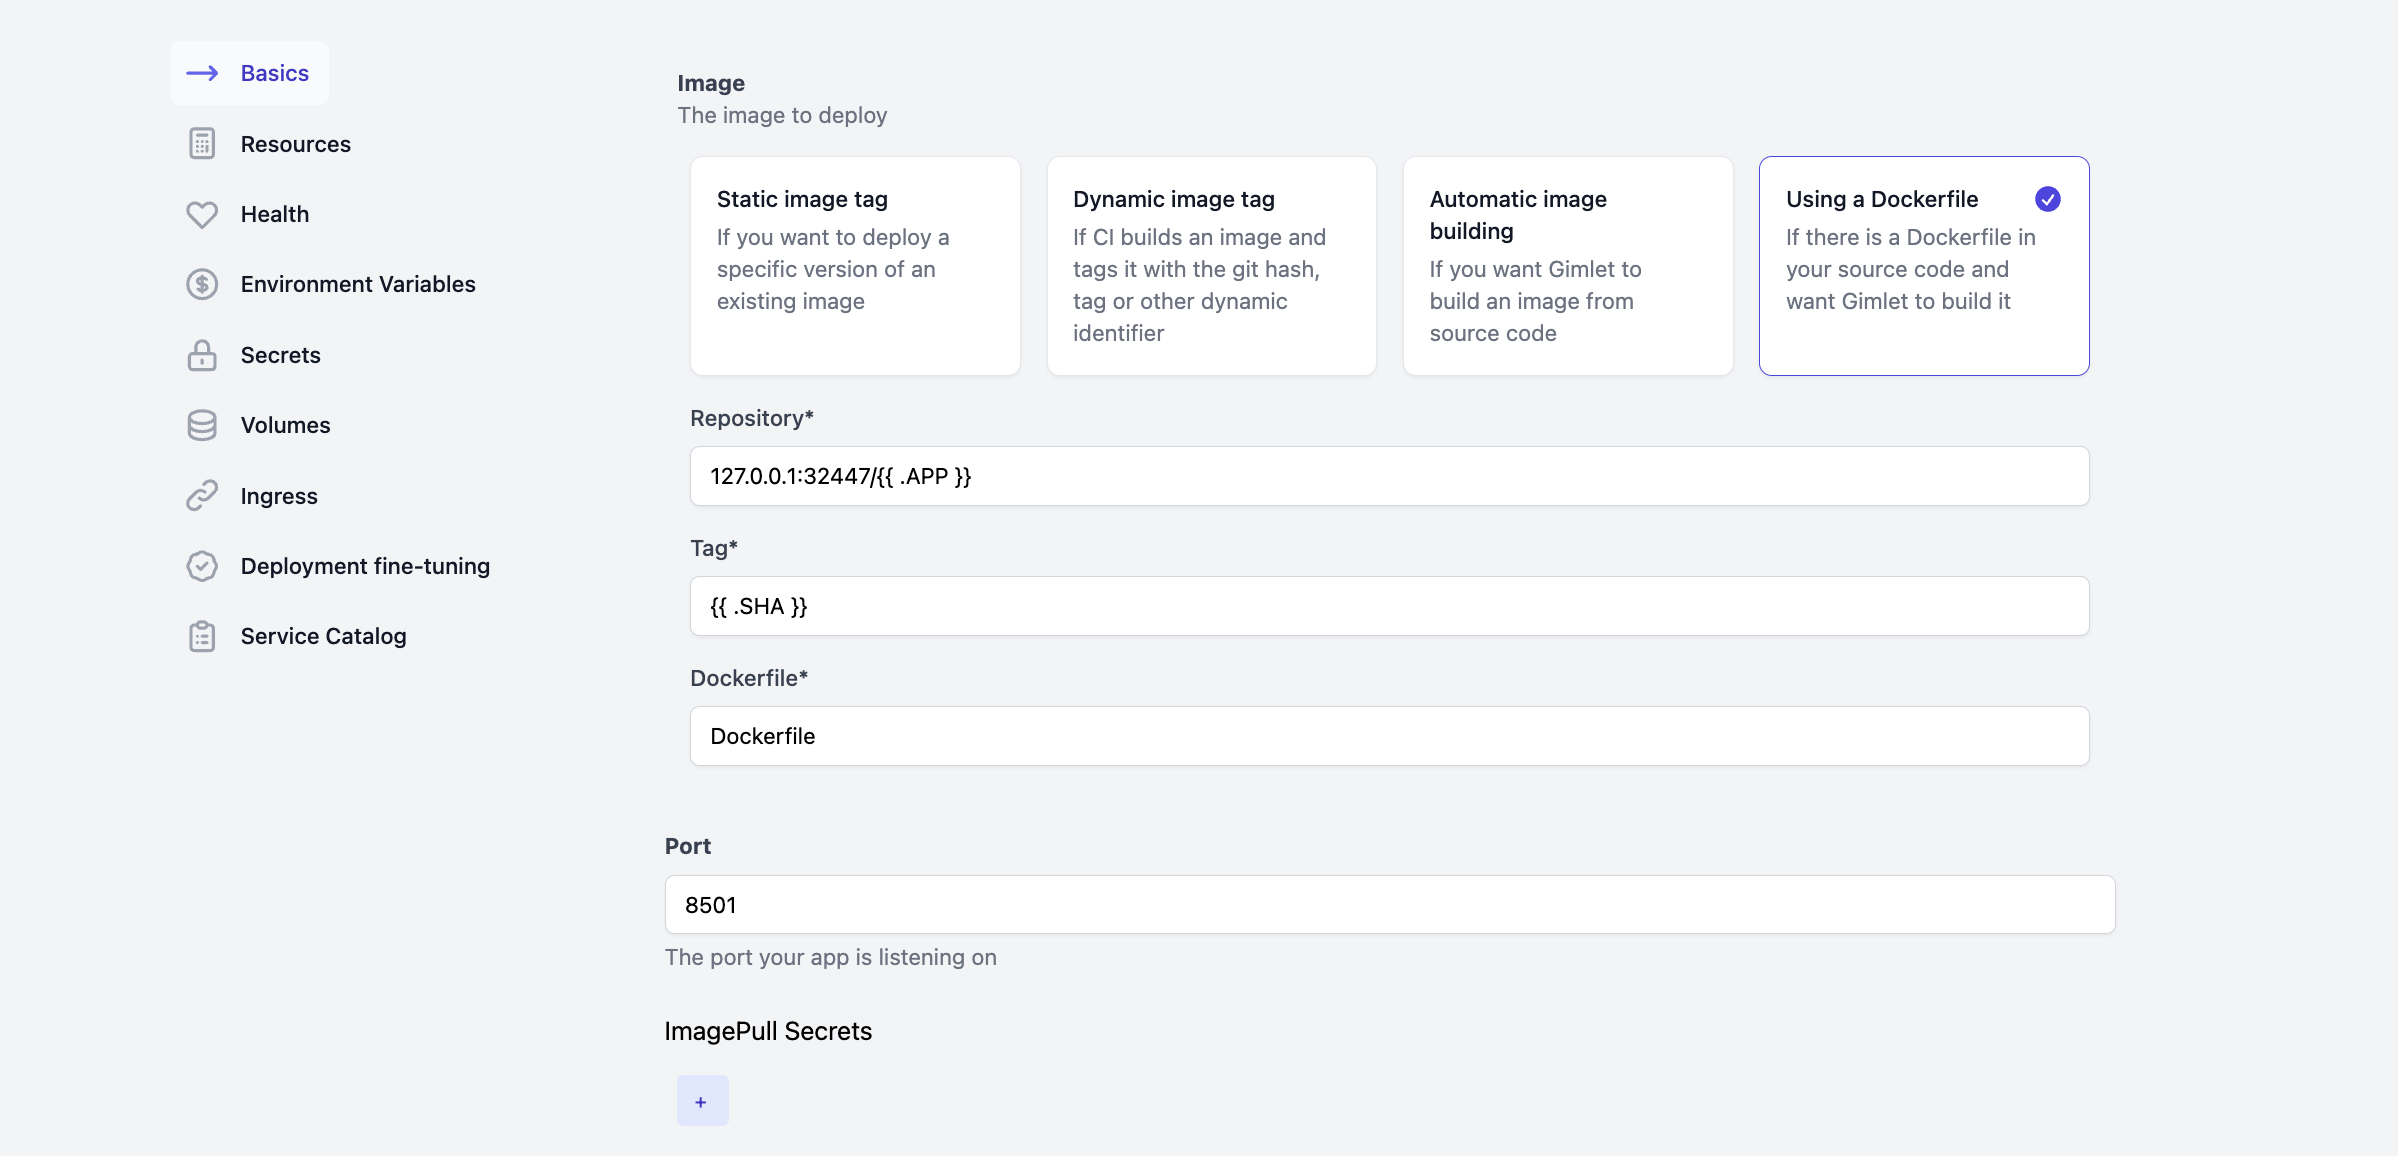 Basics
Resources
Health
Environment Variables
Secrets
Volumes
Ingress
Deployment fine-tuning
Service Catalog
Image
The image to deploy
Static image tag
If you want to deploy a
specific version of an
existing image
Dynamic image tag
If CI builds an image and
tags it with the git hash,
tag or other dynamic
identifier
Automatic image
building
If you want Gimlet to
build an image from
source code
Using a Dockerfile
If there is a Dockerfile in
your source code and
want Gimlet to build it
Repository*
127.0.0.1:32447/{{ .APP }}
Tag*
{{ .SHA }}
Dockerfile*
Dockerfile
Port
8501
The port your app is listening on
ImagePull Secrets
+